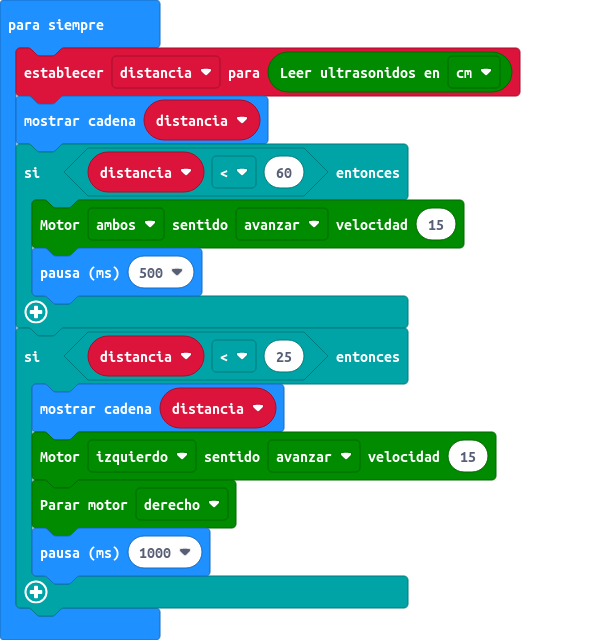 para siempre
establecer distancia para Leer ultrasonidos en cm
mostrar cadena distancia
si distancia < 60 entonces
Motor ambos sentido avanzar velocidad 15
pausa (ms) 500
si distancia < 25 entonces
mostrar cadena distancia
Motor izquierdo sentido avanzar velocidad 15
Parar motor derecho
pausa (ms) 1000